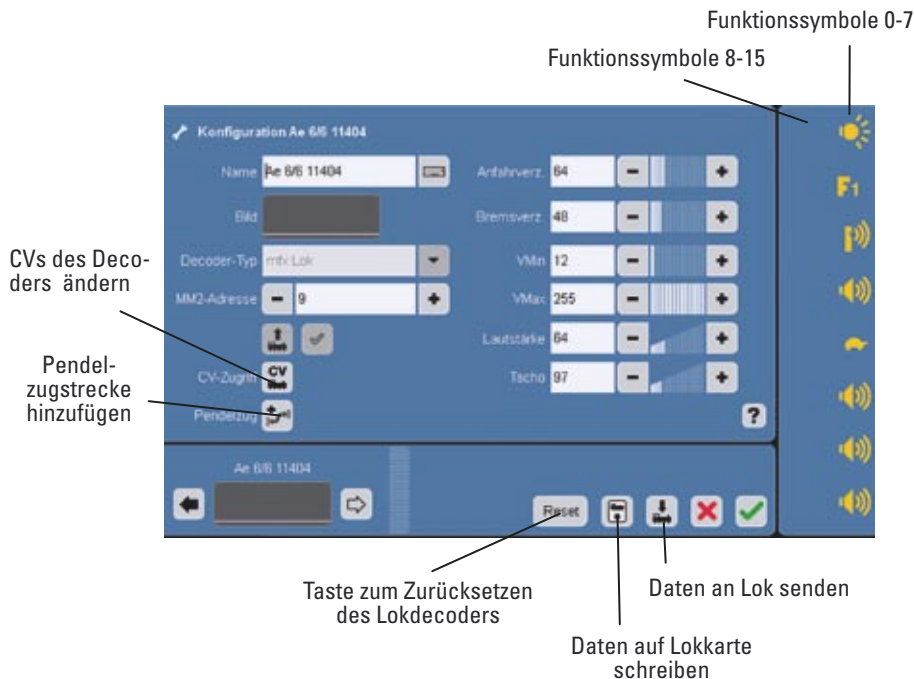 Funktionssymbole 0-7
Funktionssymbole 8-15
Konfiguration Ae 6/6 11404
Name Ae 6/6 11404
Bild
Decoder-Typ mfx Lok
MM2-Adresse - 9 +
CV-Zugriff CV
Pendelzug
Anfahrverz. 64 - +
Bremsverz. 48 - +
VMin 12 - +
VMax 255 - +
Lautstärke 64 - +
Tacho 97 - +
?
F1
CVs des Deco-
ders ändern
Pendel-
zugstrecke
hinzufügen
Ae 6/6 11404
Reset
Taste zum Zurücksetzen
des Lokdecoders
Daten an Lok senden
Daten auf Lokkarte
schreiben